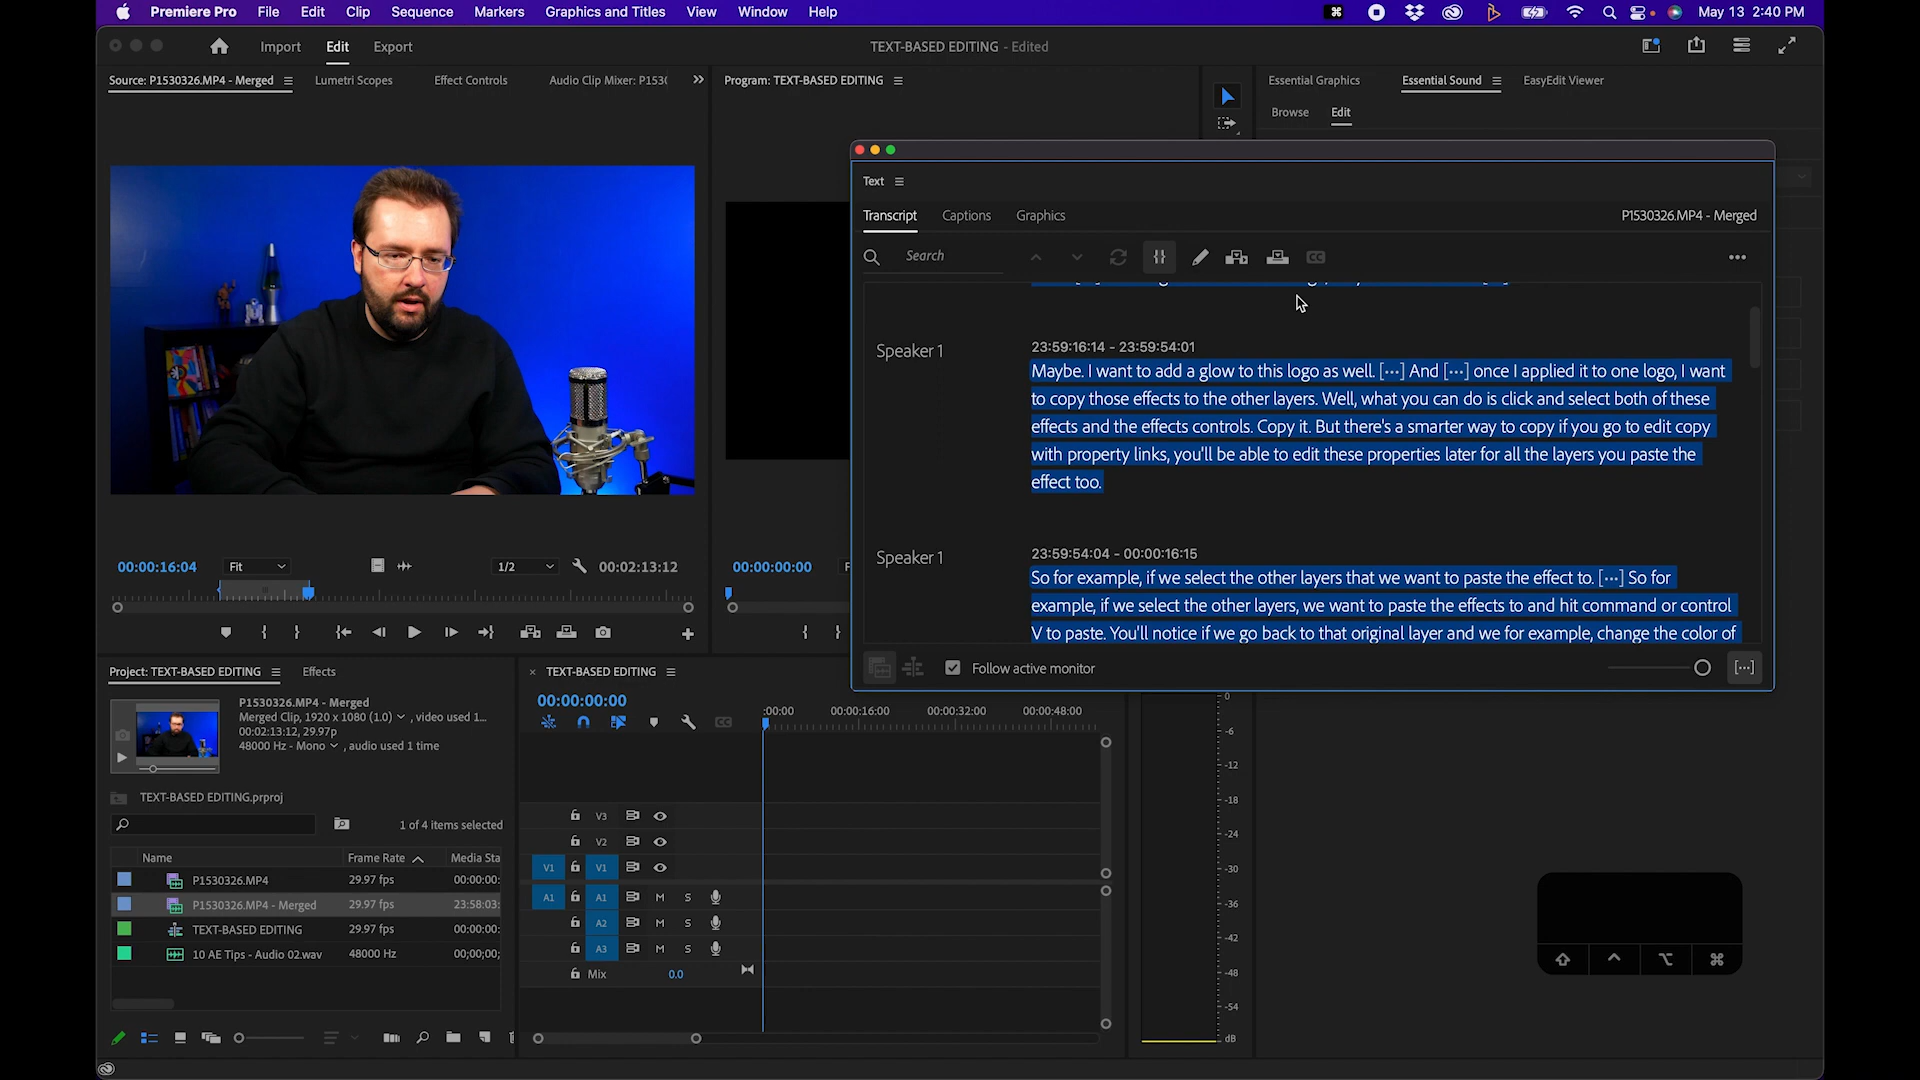 Premiere Pro File Edit Clip Sequence Markers Graphics and Titles View Window Help May 13 2:40 PM
Import Edit Export TEXT-BASED EDITING - Edited
Source: P1530326.MP4 - Merged Lumetri Scopes Effect Controls Audio Clip Mixer: P153( Program: TEXT-BASED EDITING Essential Graphics Essential Sound EasyEdit Viewer
Browse Edit
Text
Transcript Captions Graphics P1530326.MP4 - Merged
Search
Speaker 1
23:59:16:14 - 23:59:54:01
Maybe. I want to add a glow to this logo as well. [···] And [···] once I applied it to one logo, I want
to copy those effects to the other layers. Well, what you can do is click and select both of these
effects and the effects controls. Copy it. But there's a smarter way to copy if you go to edit copy
with property links, you'll be able to edit these properties later for all the layers you paste the
effect too.
Speaker 1
23:59:54:04 - 00:00:16:15
So for example, if we select the other layers that we want to paste the effect to. [···] So for
example, if we select the other layers, we want to paste the effects to and hit command or control
V to paste. You'll notice if we go back to that original layer and we for example, change the color of
Follow active monitor [···]
00:00:16:04 Fit 1/2 00:02:13:12 00:00:00:00 F
Project: TEXT-BASED EDITING Effects
P1530326.MP4 - Merged
Merged Clip, 1920 x 1080 (1.0) , video used 1...
00:02:13:12, 29.97p
48000 Hz - Mono , audio used 1 time
TEXT-BASED EDITING.prproj
1 of 4 items selected
Name Frame Rate Media Sta
P1530326.MP4 29.97 fps 00:00:00:
P1530326.MP4 - Merged 29.97 fps 23:58:03:
TEXT-BASED EDITING 29.97 fps 00:00:00:
10 AE Tips - Audio 02.wav 48000 Hz 00;00;00;
× TEXT-BASED EDITING
00:00:00:00
:00:00 00:00:16:00 00:00:32:00 00:00:48:00
CC
V3
V2
V1 V1
A1 A1 M S
A2 M S
A3 M S
Mix 0.0
0
-6
-12
-18
-24
-30
-36
-42
-48
-54
dB